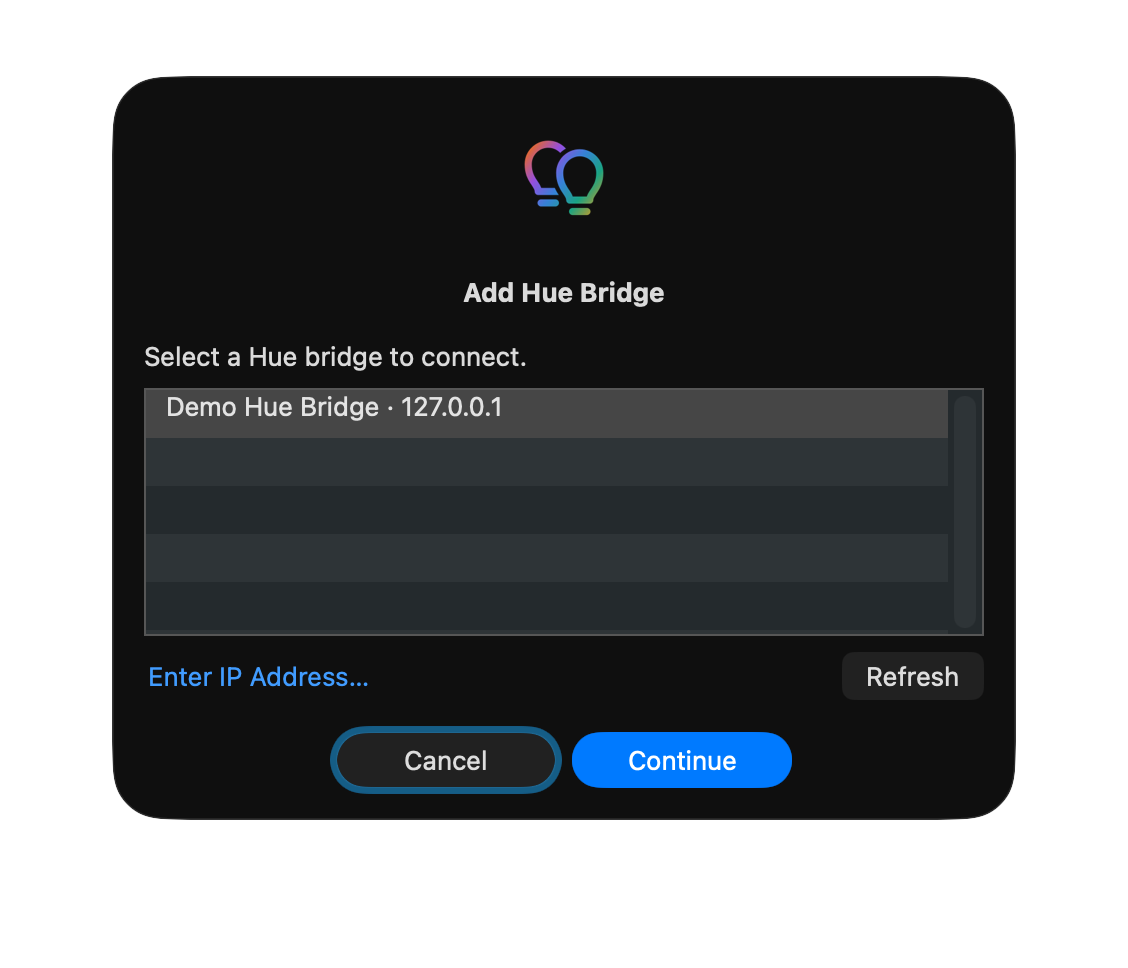 Add Hue Bridge
Select a Hue bridge to connect.
Demo Hue Bridge · 127.0.0.1
Enter IP Address...
Refresh
Cancel
Continue